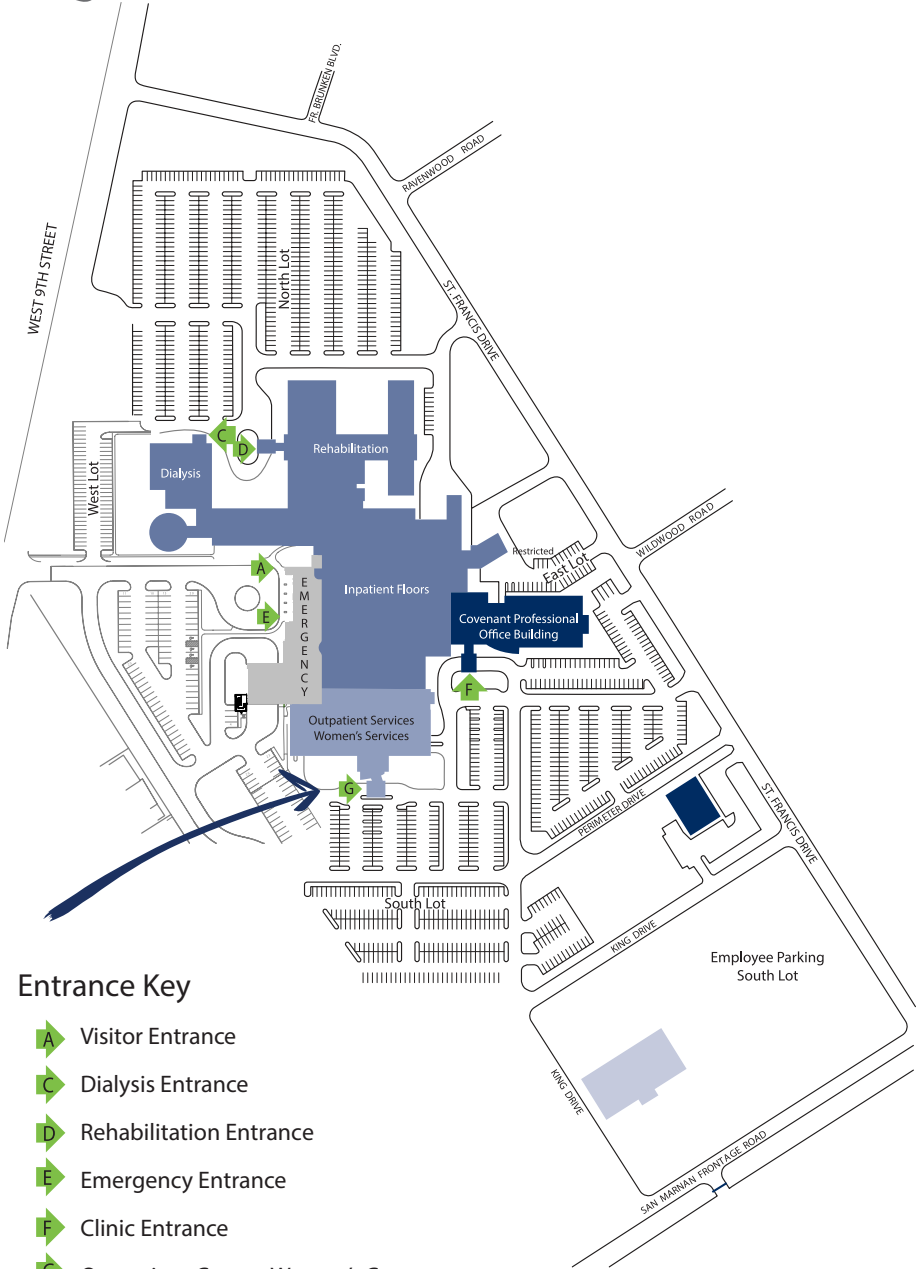 FR. BRUNKEN BLVD.
RAVENWOOD ROAD
WEST 9TH STREET
North Lot
ST. FRANCIS DRIVE
C
D
Rehabilitation
Dialysis
West Lot
WILDWOOD ROAD
Restricted
East Lot
A
EMERGENCY
Inpatient Floors
E
Covenant Professional
Office Building
F
Outpatient Services
Women's Services
G
PERIMETER DRIVE
ST. FRANCIS DRIVE
South Lot
KING DRIVE
Employee Parking
South Lot
KING DRIVE
SAN MARNAN FRONTAGE ROAD
Entrance Key
A Visitor Entrance
C Dialysis Entrance
D Rehabilitation Entrance
E Emergency Entrance
F Clinic Entrance
G